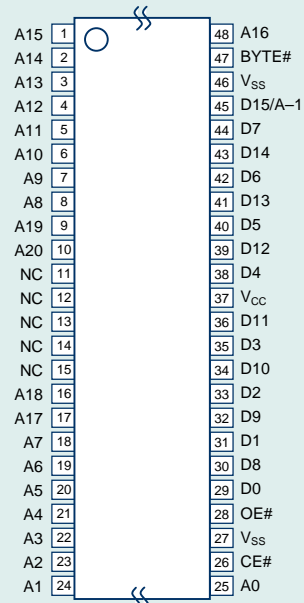 A15 1 48 A16
A14 2 47 BYTE#
A13 3 46 VSS
A12 4 45 D15/A–1
A11 5 44 D7
A10 6 43 D14
A9 7 42 D6
A8 8 41 D13
A19 9 40 D5
A20 10 39 D12
NC 11 38 D4
NC 12 37 VCC
NC 13 36 D11
NC 14 35 D3
NC 15 34 D10
A18 16 33 D2
A17 17 32 D9
A7 18 31 D1
A6 19 30 D8
A5 20 29 D0
A4 21 28 OE#
A3 22 27 VSS
A2 23 26 CE#
A1 24 25 A0